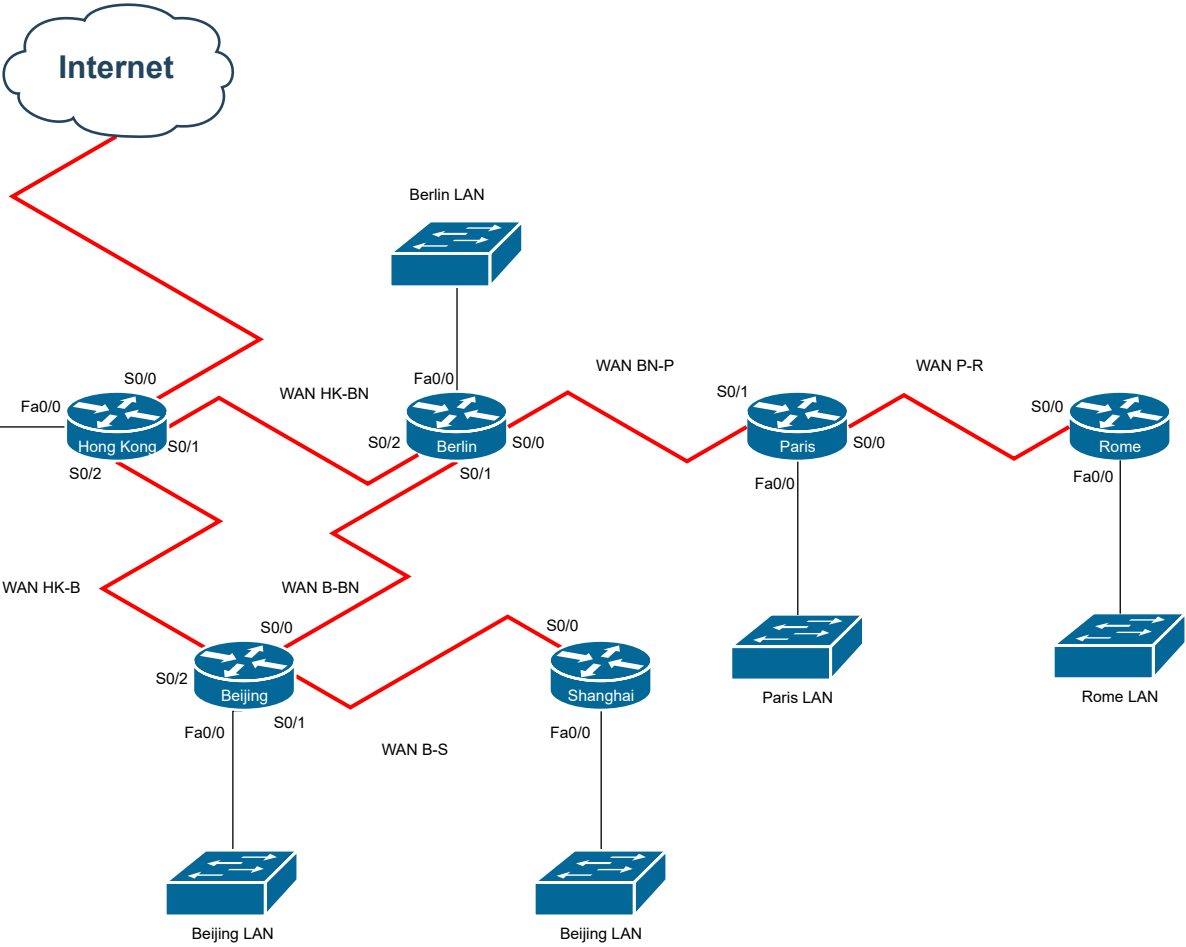 Internet
Berlin LAN
S0/0
WAN HK-BN
Fa0/0
WAN BN-P
WAN P-R
Fa0/0
Hong Kong
S0/1
S0/2
S0/2
Berlin
S0/0
S0/1
S0/1
Paris
S0/0
Fa0/0
S0/0
Rome
Fa0/0
WAN HK-B
WAN B-BN
S0/0
S0/2
Beijing
S0/1
Fa0/0
WAN B-S
S0/0
Shanghai
Fa0/0
Paris LAN
Rome LAN
Beijing LAN
Beijing LAN